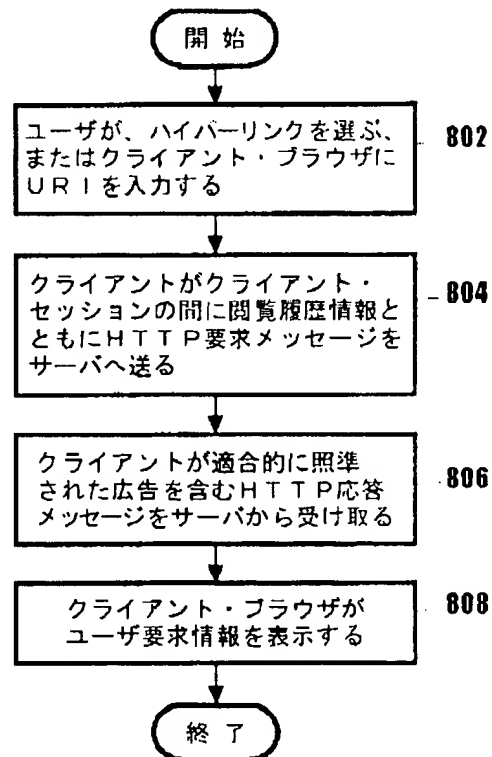 開始
ユーザが、ハイパーリンクを選ぶ、
またはクライアント・ブラウザに
URIを入力する
802
クライアントがクライアント・
セッションの間に閲覧履歴情報と
ともにHTTP要求メッセージを
サーバへ送る
804
クライアントが適合的に照準
された広告を含むHTTP応答
メッセージをサーバから受け取る
806
クライアント・ブラウザが
ユーザ要求情報を表示する
808
終了